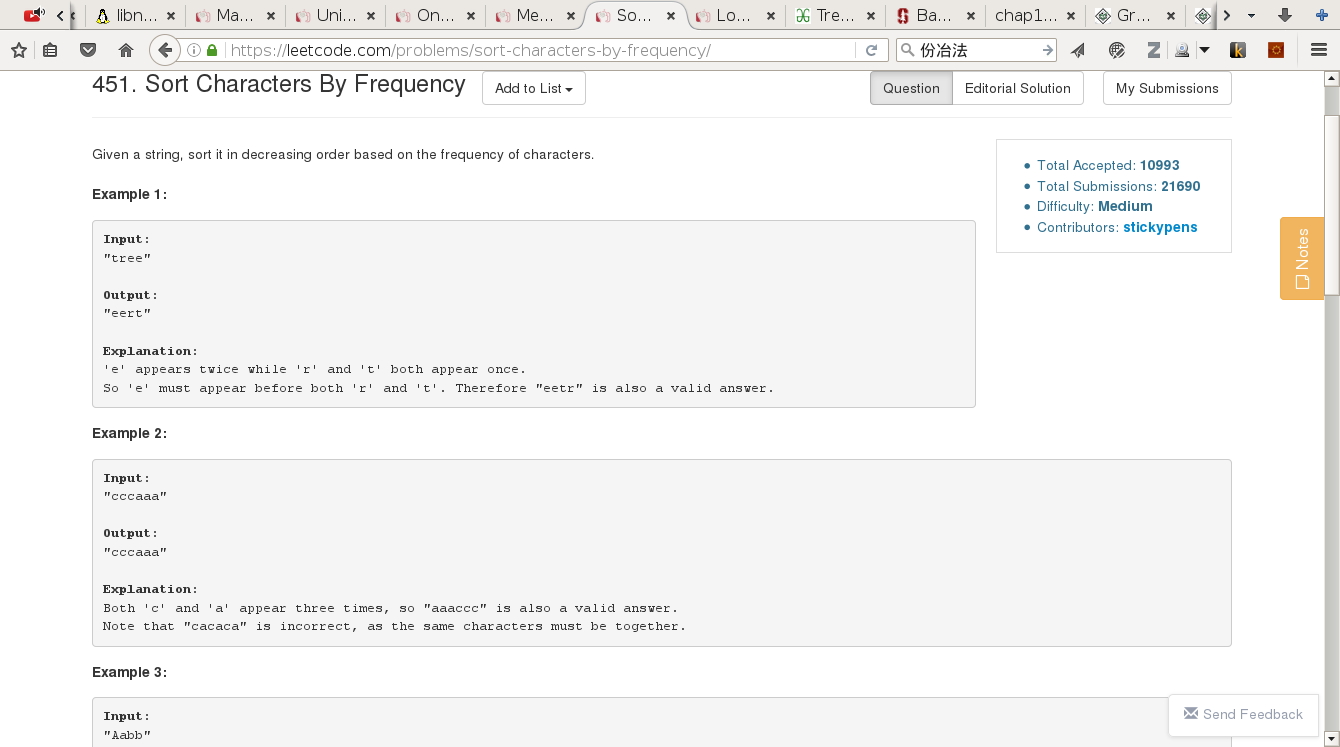 libn... Ma... Uni... On... Me... So... Lo... Tre... Ba... chap1... Gr...
https://leetcode.com/problems/sort-characters-by-frequency/ 份冶法
451. Sort Characters By Frequency Add to List Question Editorial Solution My Submissions
Given a string, sort it in decreasing order based on the frequency of characters.
Total Accepted: 10993
Total Submissions: 21690
Difficulty: Medium
Contributors: stickypens
Notes
Example 1:
Input:
"tree"
Output:
"eert"
Explanation:
'e' appears twice while 'r' and 't' both appear once.
So 'e' must appear before both 'r' and 't'. Therefore "eetr" is also a valid answer.
Example 2:
Input:
"cccaaa"
Output:
"cccaaa"
Explanation:
Both 'c' and 'a' appear three times, so "aaaccc" is also a valid answer.
Note that "cacaca" is incorrect, as the same characters must be together.
Example 3:
Input:
"Aabb"
Send Feedback